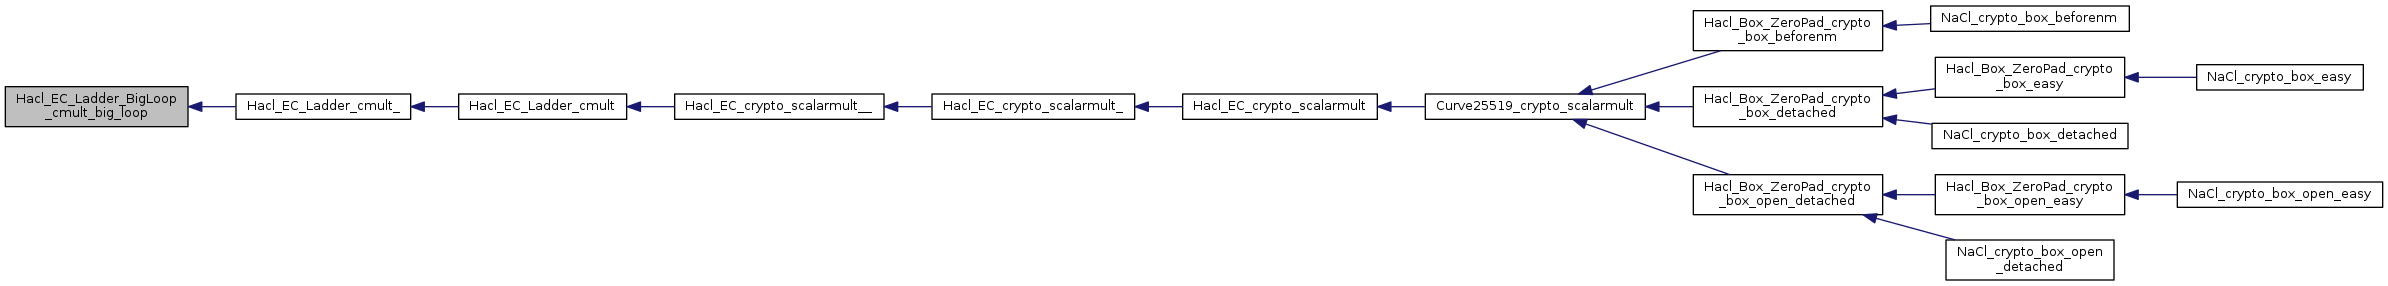 Hacl_EC_Ladder_BigLoop
_cmult_big_loop
Hacl_EC_Ladder_cmult_
Hacl_EC_Ladder_cmult
Hacl_EC_crypto_scalarmult__
Hacl_EC_crypto_scalarmult_
Hacl_EC_crypto_scalarmult
Curve25519_crypto_scalarmult
Hacl_Box_ZeroPad_crypto
_box_beforenm
NaCl_crypto_box_beforenm
Hacl_Box_ZeroPad_crypto
_box_detached
Hacl_Box_ZeroPad_crypto
_box_easy
NaCl_crypto_box_easy
NaCl_crypto_box_detached
Hacl_Box_ZeroPad_crypto
_box_open_detached
Hacl_Box_ZeroPad_crypto
_box_open_easy
NaCl_crypto_box_open_easy
NaCl_crypto_box_open
_detached